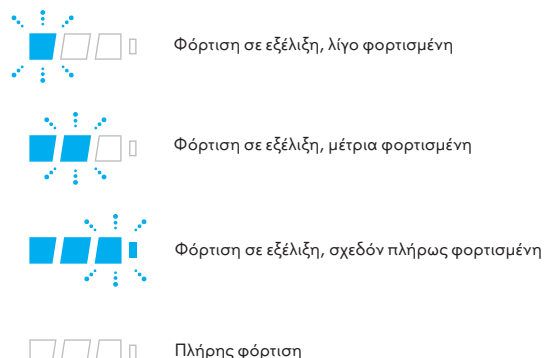 Φόρτιση σε εξέλιξη, λίγο φορτισμένη
Φόρτιση σε εξέλιξη, μέτρια φορτισμένη
Φόρτιση σε εξέλιξη, σχεδόν πλήρως φορτισμένη
Πλήρης φόρτιση